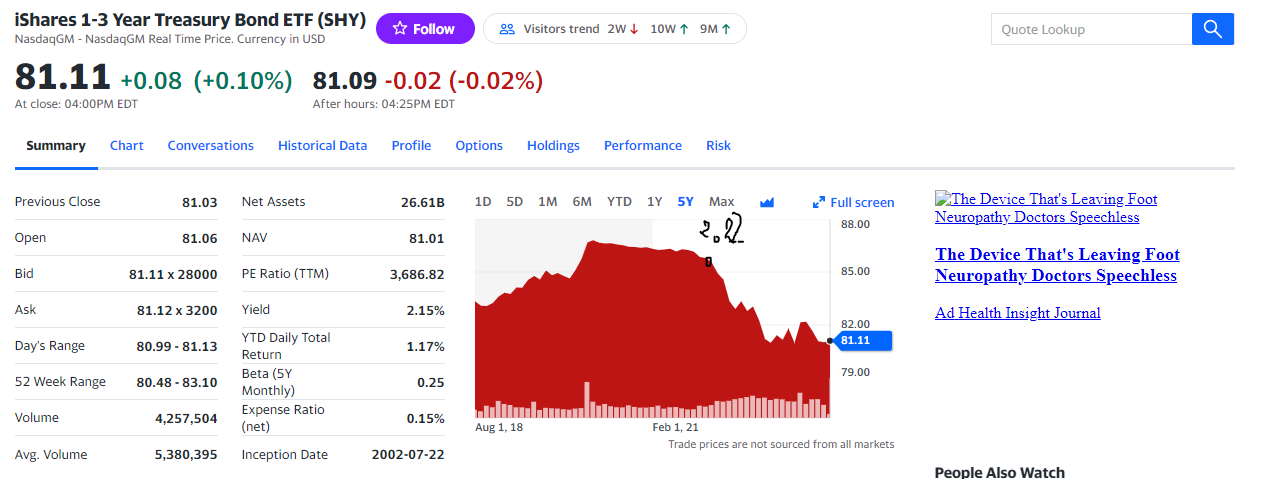 iShares 1-3 Year Treasury Bond ETF (SHY)
Follow
Visitors trend 2W ↓ 10W ↑ 9M ↑
Quote Lookup
NasdaqGM - NasdaqGM Real Time Price. Currency in USD
81.11 +0.08 (+0.10%)
81.09 -0.02 (-0.02%)
At close: 04:00PM EDT
After hours: 04:25PM EDT
Summary Chart Conversations Historical Data Profile Options Holdings Performance Risk
Previous Close 81.03
Open 81.06
Bid 81.11 x 28000
Ask 81.12 x 3200
Day's Range 80.99 - 81.13
52 Week Range 80.48 - 83.10
Volume 4,257,504
Avg. Volume 5,380,395
Net Assets 26.61B
NAV 81.01
PE Ratio (TTM) 3,686.82
Yield 2.15%
YTD Daily Total
Return 1.17%
Beta (5Y
Monthly) 0.25
Expense Ratio
(net) 0.15%
Inception Date 2002-07-22
1D 5D 1M 6M YTD 1Y 5Y Max
Full screen
88.00
85.00
82.00
81.11
79.00
Aug 1, 18
Feb 1, 21
Trade prices are not sourced from all markets
The Device That's Leaving Foot
Neuropathy Doctors Speechless
The Device That's Leaving Foot
Neuropathy Doctors Speechless
Ad Health Insight Journal
People Also Watch